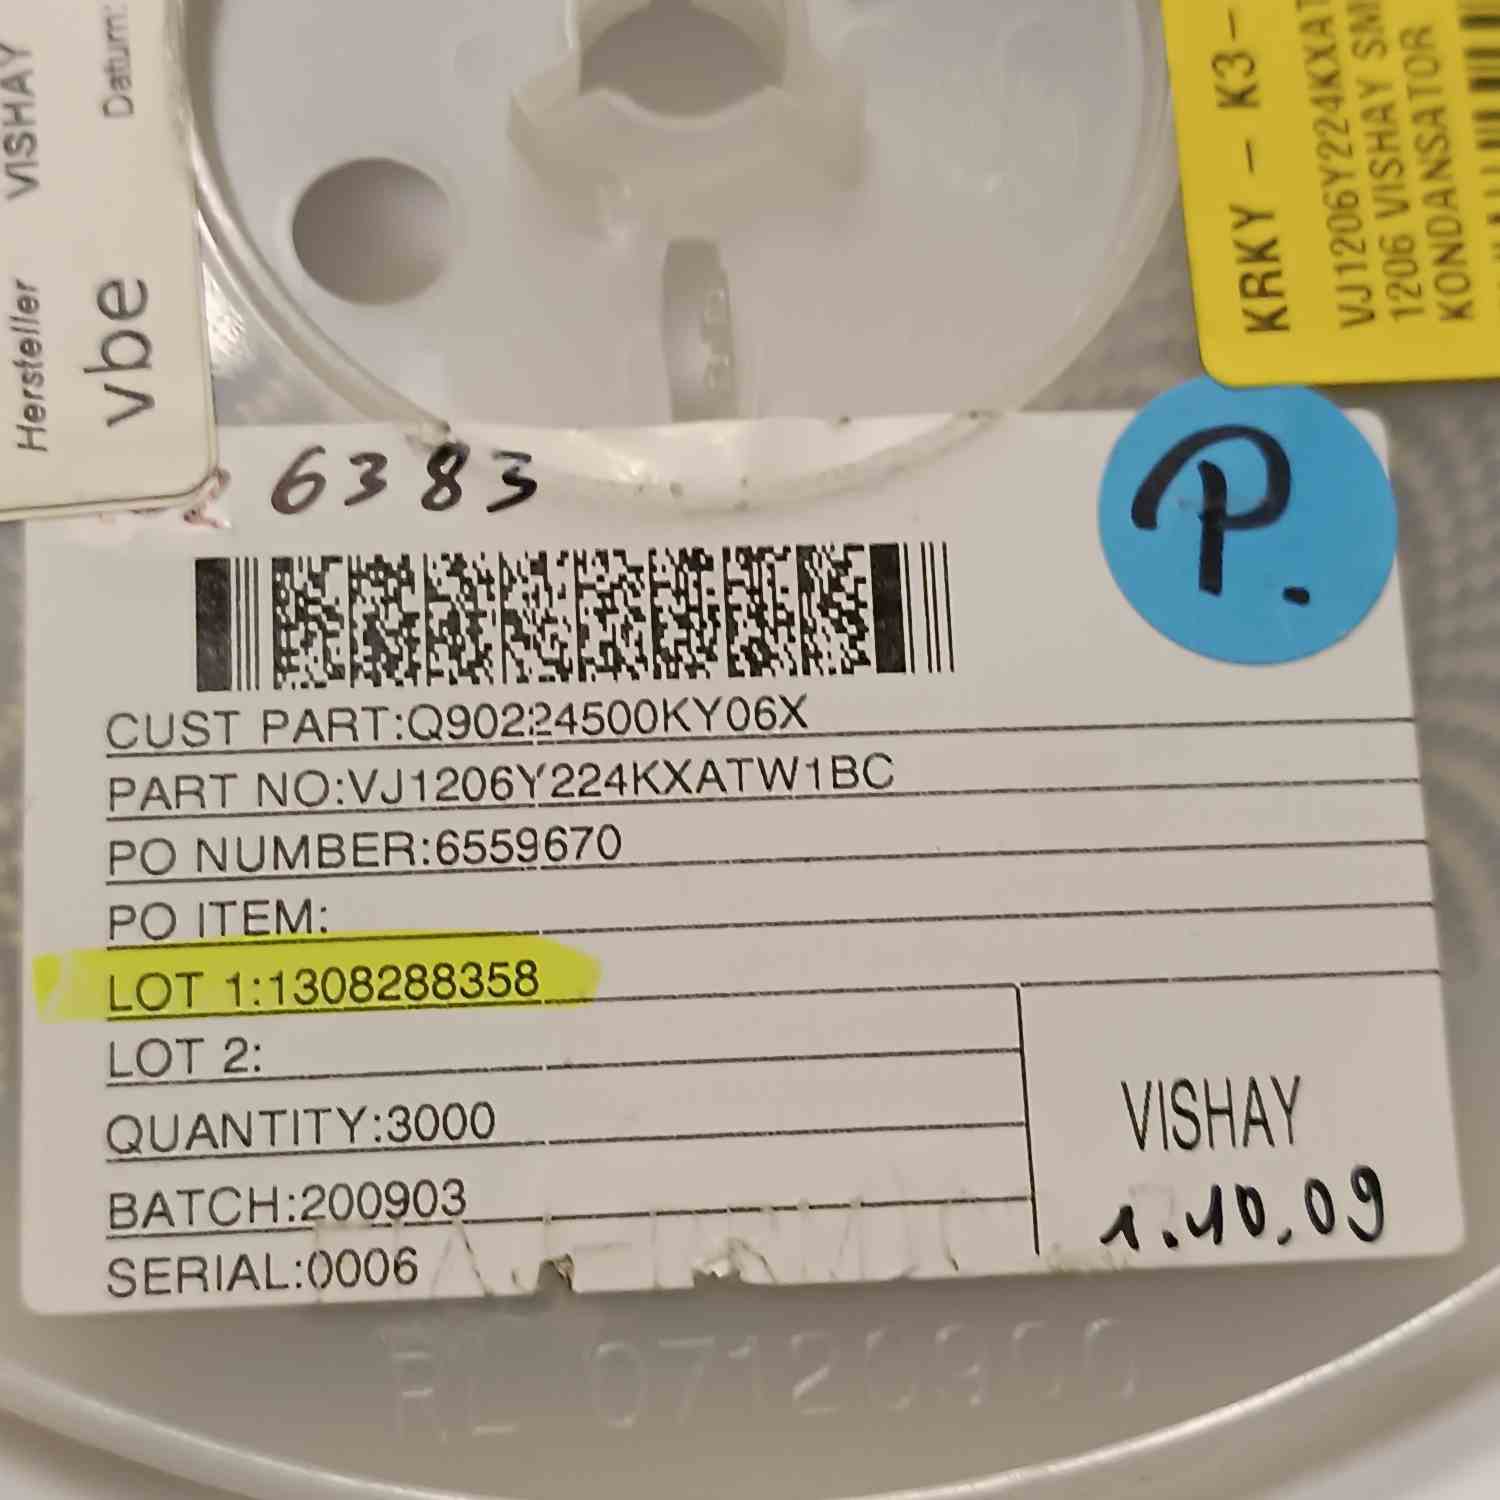 Hersteller VISHAY
vbe Datum:
KRKY - K3-
VJ1206Y224KXAT
1206 VISHAY SM
KONDANSATOR
6383
P.
CUST PART:Q90224500KY06X
PART NO:VJ1206Y224KXATW1BC
PO NUMBER:6559670
PO ITEM:
LOT 1:1308288358
LOT 2:
QUANTITY:3000
BATCH:200903
SERIAL:0006
VISHAY
1.10.09